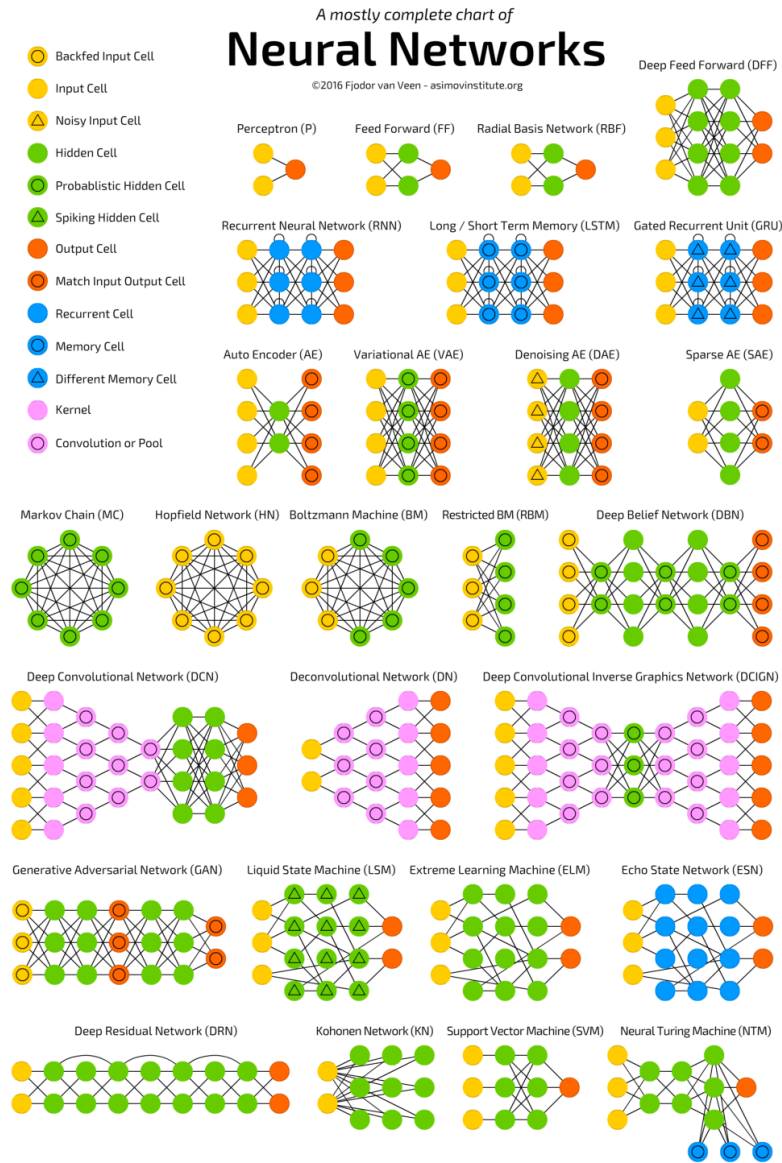 A mostly complete chart of
Neural Networks
©2016 Fjodor van Veen - asimovinstitute.org
Backfed Input Cell
Input Cell
Noisy Input Cell
Hidden Cell
Probablistic Hidden Cell
Spiking Hidden Cell
Output Cell
Match Input Output Cell
Recurrent Cell
Memory Cell
Different Memory Cell
Kernel
Convolution or Pool
Deep Feed Forward (DFF)
Perceptron (P)
Feed Forward (FF)
Radial Basis Network (RBF)
Recurrent Neural Network (RNN)
Long / Short Term Memory (LSTM)
Gated Recurrent Unit (GRU)
Auto Encoder (AE)
Variational AE (VAE)
Denoising AE (DAE)
Sparse AE (SAE)
Markov Chain (MC)
Hopfield Network (HN)
Boltzmann Machine (BM)
Restricted BM (RBM)
Deep Belief Network (DBN)
Deep Convolutional Network (DCN)
Deconvolutional Network (DN)
Deep Convolutional Inverse Graphics Network (DCIGN)
Generative Adversarial Network (GAN)
Liquid State Machine (LSM)
Extreme Learning Machine (ELM)
Echo State Network (ESN)
Deep Residual Network (DRN)
Kohonen Network (KN)
Support Vector Machine (SVM)
Neural Turing Machine (NTM)